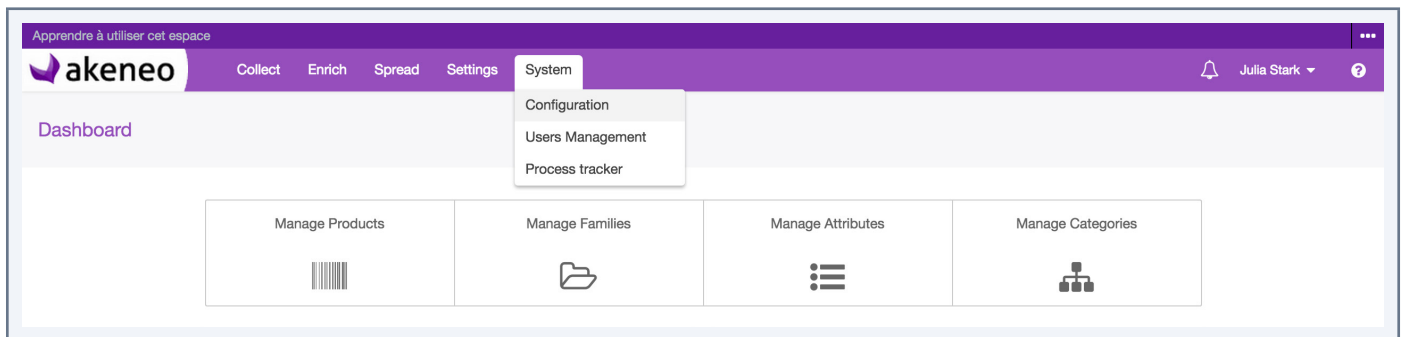 Apprendre à utiliser cet espace
akeneo Collect Enrich Spread Settings System Julia Stark
Configuration
Dashboard
Users Management
Process tracker
Manage Products Manage Families Manage Attributes Manage Categories